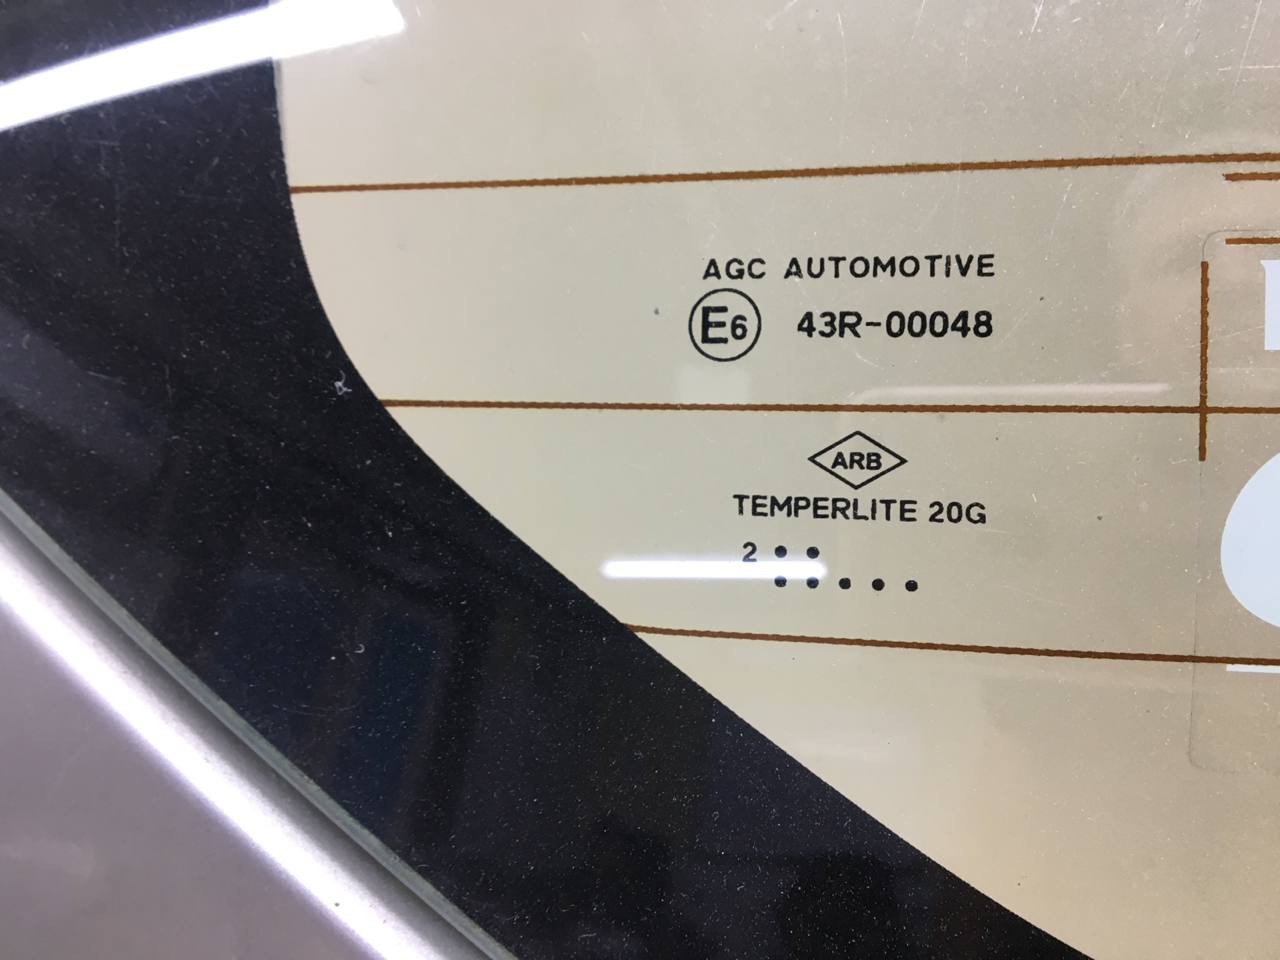 AGC AUTOMOTIVE
E6 43R-00048
ARB
TEMPERLITE 20G
2 • •
• • • • •